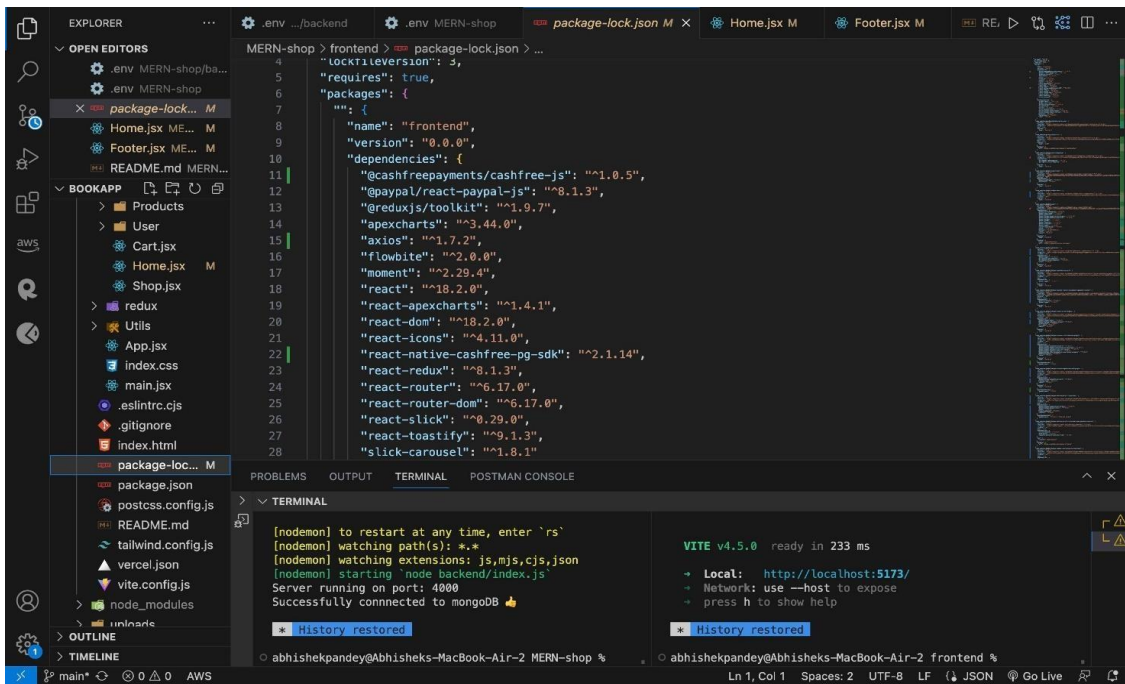 EXPLORER
OPEN EDITORS
.env MERN-shop/ba...
.env MERN-shop
package-lock... M
Home.jsx ME... M
Footer.jsx ME... M
README.md MERN...
BOOKAPP
Products
User
Cart.jsx
Home.jsx M
Shop.jsx
redux
Utils
App.jsx
index.css
main.jsx
.eslintrc.cjs
.gitignore
index.html
package-loc... M
package.json
postcss.config.js
README.md
tailwind.config.js
vercel.json
vite.config.js
node_modules
uploads
OUTLINE
TIMELINE
aws
.env .../backend
.env MERN-shop
package-lock.json M
Home.jsx M
Footer.jsx M
MERN-shop > frontend > package-lock.json > ...
4 "lockfileVersion": 3,
5 "requires": true,
6 "packages": {
7 "": {
8 "name": "frontend",
9 "version": "0.0.0",
10 "dependencies": {
11 "@cashfreepayments/cashfree-js": "^1.0.5",
12 "@paypal/react-paypal-js": "^8.1.3",
13 "@reduxjs/toolkit": "^1.9.7",
14 "apexcharts": "^3.44.0",
15 "axios": "^1.7.2",
16 "flowbite": "^2.0.0",
17 "moment": "^2.29.4",
18 "react": "^18.2.0",
19 "react-apexcharts": "^1.4.1",
20 "react-dom": "^18.2.0",
21 "react-icons": "^4.11.0",
22 "react-native-cashfree-pg-sdk": "^2.1.14",
23 "react-redux": "^8.1.3",
24 "react-router": "^6.17.0",
25 "react-router-dom": "^6.17.0",
26 "react-slick": "^0.29.0",
27 "react-toastify": "^9.1.3",
28 "slick-carousel": "^1.8.1"
PROBLEMS OUTPUT TERMINAL POSTMAN CONSOLE
TERMINAL
[nodemon] to restart at any time, enter `rs`
[nodemon] watching path(s): *.*
[nodemon] watching extensions: js,mjs,cjs,json
[nodemon] starting `node backend/index.js`
Server running on port: 4000
Successfully connnected to mongoDB 👍
* History restored
abhishekpandey@Abhisheks-MacBook-Air-2 MERN-shop %
VITE v4.5.0 ready in 233 ms
➜ Local: http://localhost:5173/
➜ Network: use --host to expose
➜ press h to show help
* History restored
abhishekpandey@Abhisheks-MacBook-Air-2 frontend %
main* 0 0 AWS
Ln 1, Col 1 Spaces: 2 UTF-8 LF {} JSON Go Live